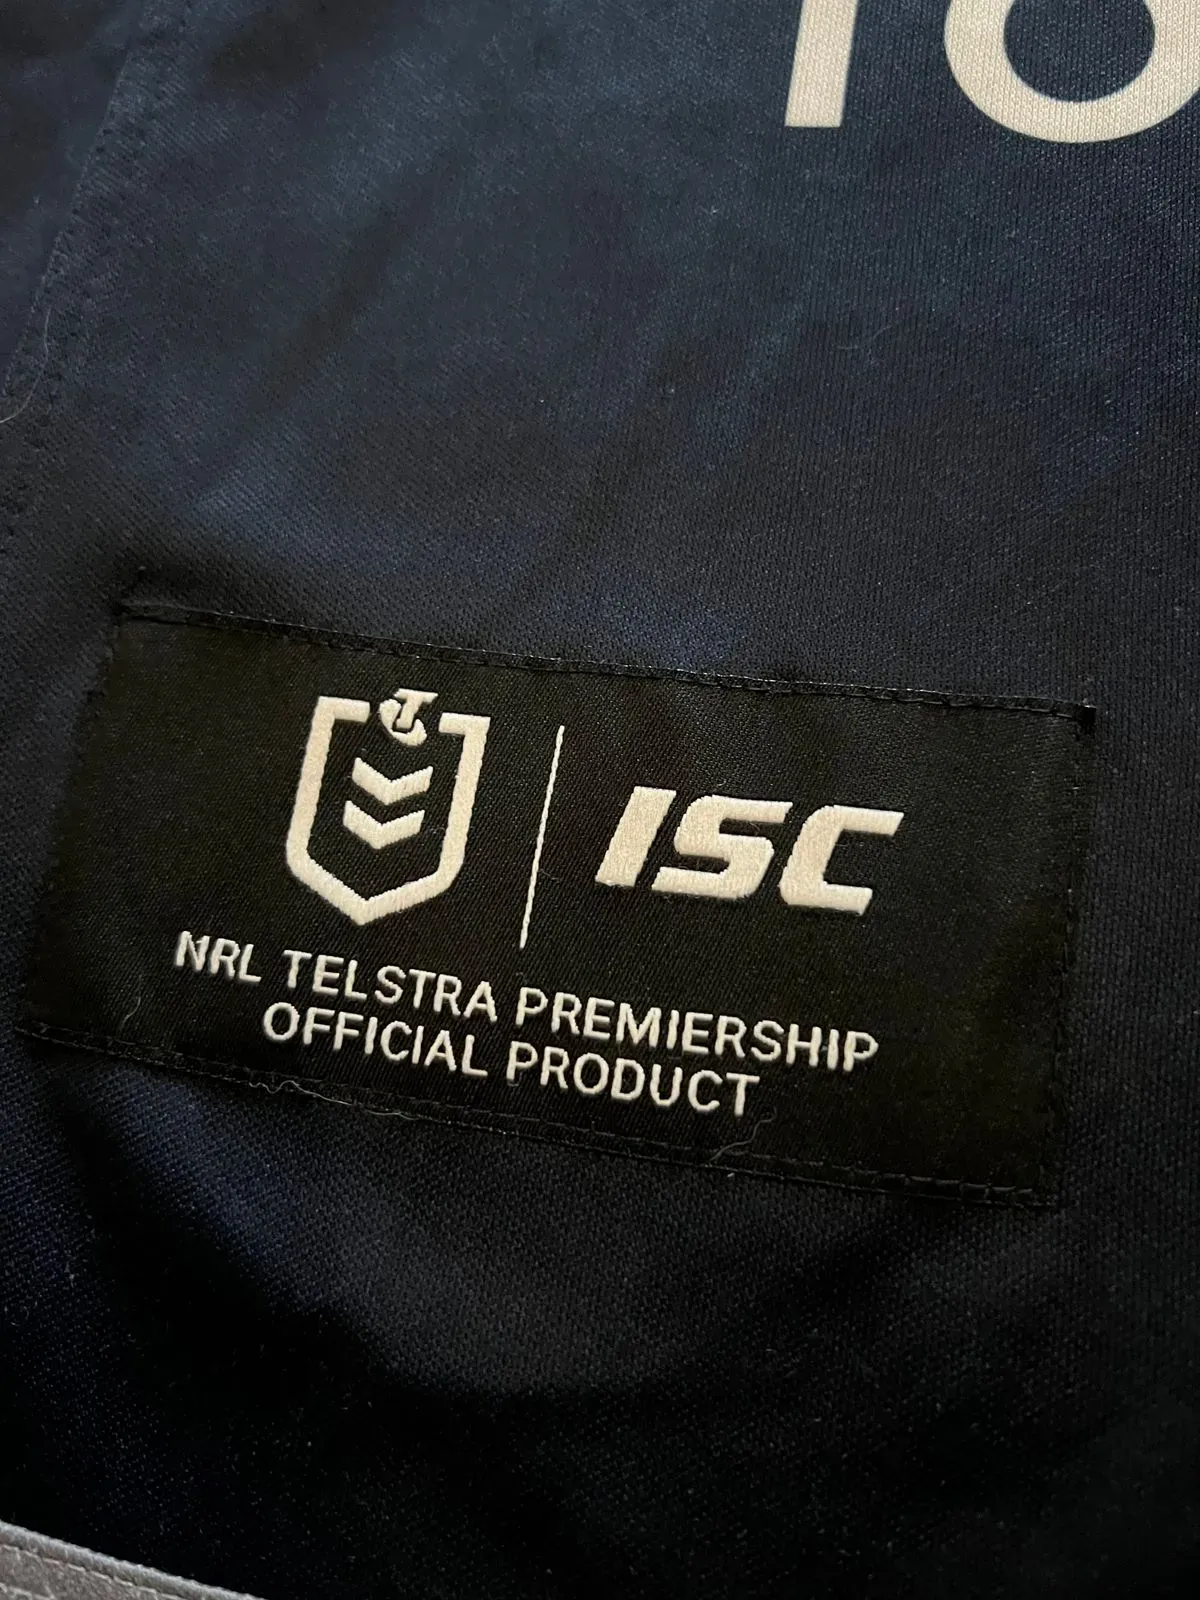 ISC
NRL TELSTRA PREMIERSHIP
OFFICIAL PRODUCT